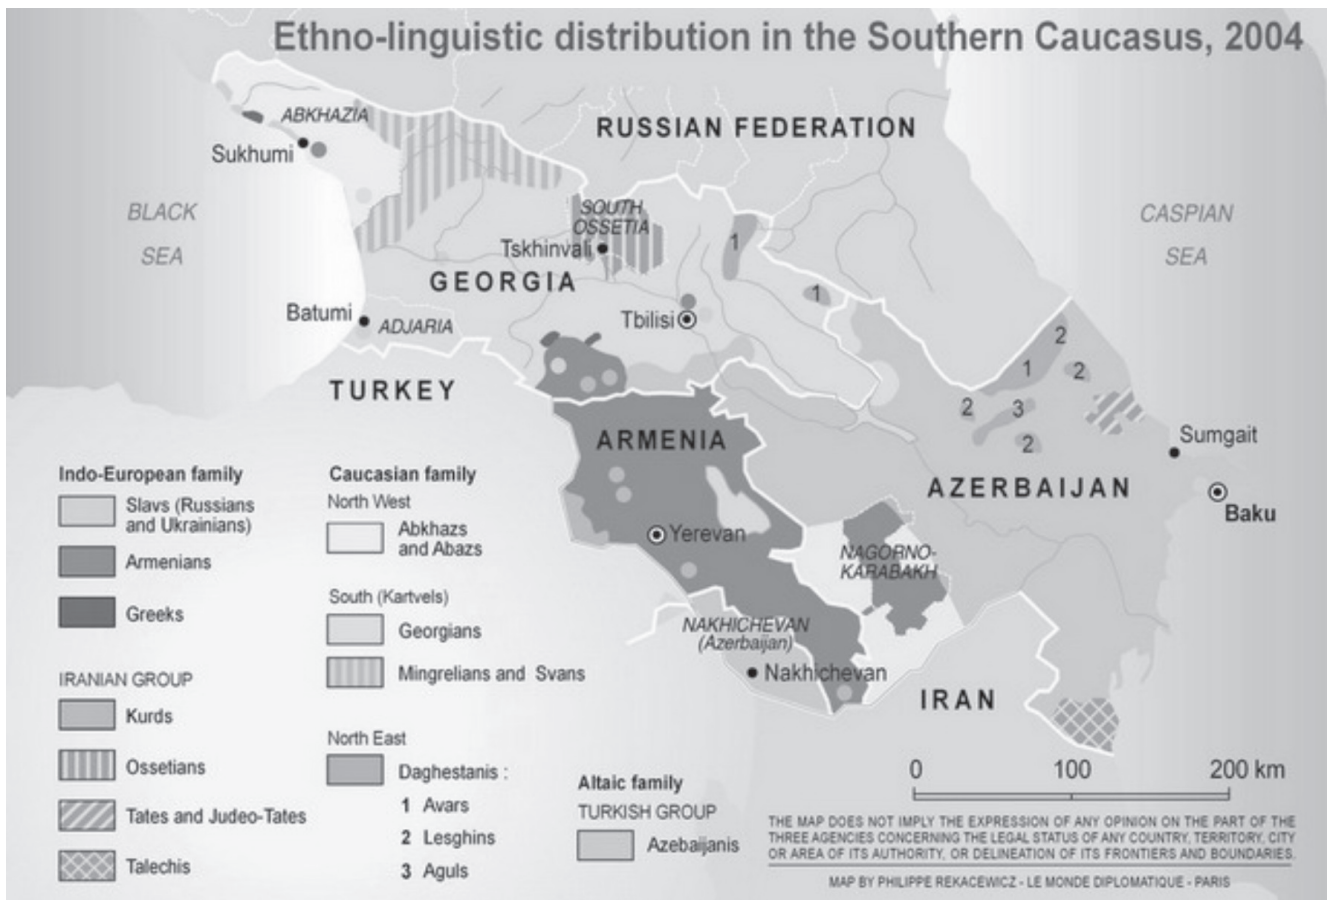 Ethno-linguistic distribution in the Southern Caucasus, 2004
ABKHAZIA
RUSSIAN FEDERATION
Sukhumi
BLACK
SEA
CASPIAN
SEA
SOUTH
OSSETIA
Tskhinvali
1
GEORGIA
1
Batumi
ADJARIA
Tbilisi
2
1
2
TURKEY
2
3
2
ARMENIA
Sumgait
AZERBAIJAN
Baku
Yerevan
NAGORNO-
KARABAKH
NAKHICHEVAN
(Azerbaijan)
Nakhichevan
IRAN
Indo-European family
Slavs (Russians
and Ukrainians)
Armenians
Greeks
IRANIAN GROUP
Kurds
Ossetians
Tates and Judeo-Tates
Talechis
Caucasian family
North West
Abkhazs
and Abazs
South (Kartvels)
Georgians
Mingrelians and Svans
North East
Daghestanis :
1 Avars
2 Lesghins
3 Aguls
Altaic family
TURKISH GROUP
Azebaijanis
0 100 200 km
THE MAP DOES NOT IMPLY THE EXPRESSION OF ANY OPINION ON THE PART OF THE
THREE AGENCIES CONCERNING THE LEGAL STATUS OF ANY COUNTRY, TERRITORY, CITY
OR AREA OF ITS AUTHORITY, OR DELINEATION OF ITS FRONTIERS AND BOUNDARIES.
MAP BY PHILIPPE REKACEWICZ - LE MONDE DIPLOMATIQUE - PARIS